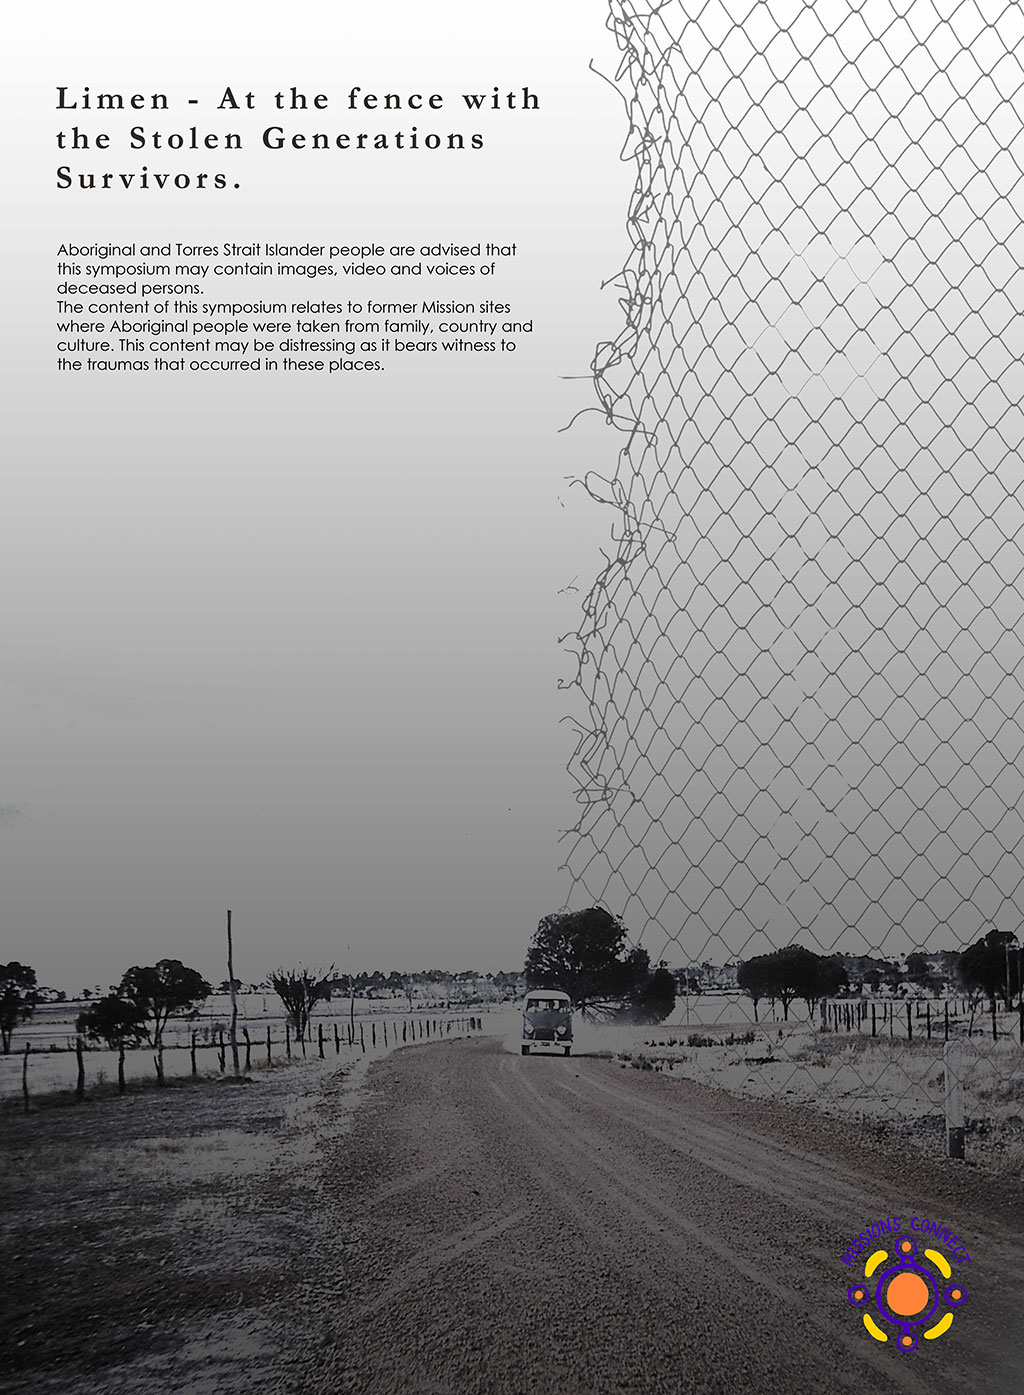 Limen - At the fence with
the Stolen Generations
Survivors.
Aboriginal and Torres Strait Islander people are advised that
this symposium may contain images, video and voices of
deceased persons.
The content of this symposium relates to former Mission sites
where Aboriginal people were taken from family, country and
culture. This content may be distressing as it bears witness to
the traumas that occurred in these places.
MISSIONS CONNECT